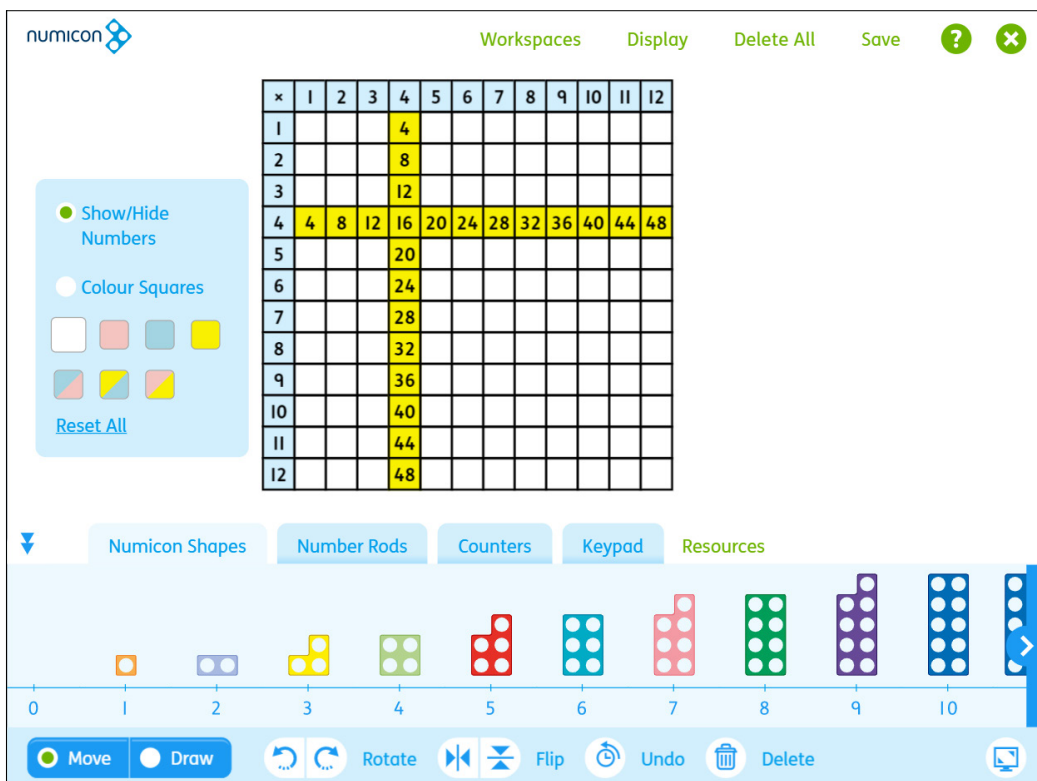 numicon
Workspaces Display Delete All Save ? ×
× 1 2 3 4 5 6 7 8 9 10 11 12
1 4
2 8
3 12
4 4 8 12 16 20 24 28 32 36 40 44 48
5 20
6 24
7 28
8 32
9 36
10 40
11 44
12 48
Show/Hide
Numbers
Colour Squares
Reset All
Numicon Shapes Number Rods Counters Keypad Resources
0 1 2 3 4 5 6 7 8 9 10
Move Draw Rotate Flip Undo Delete